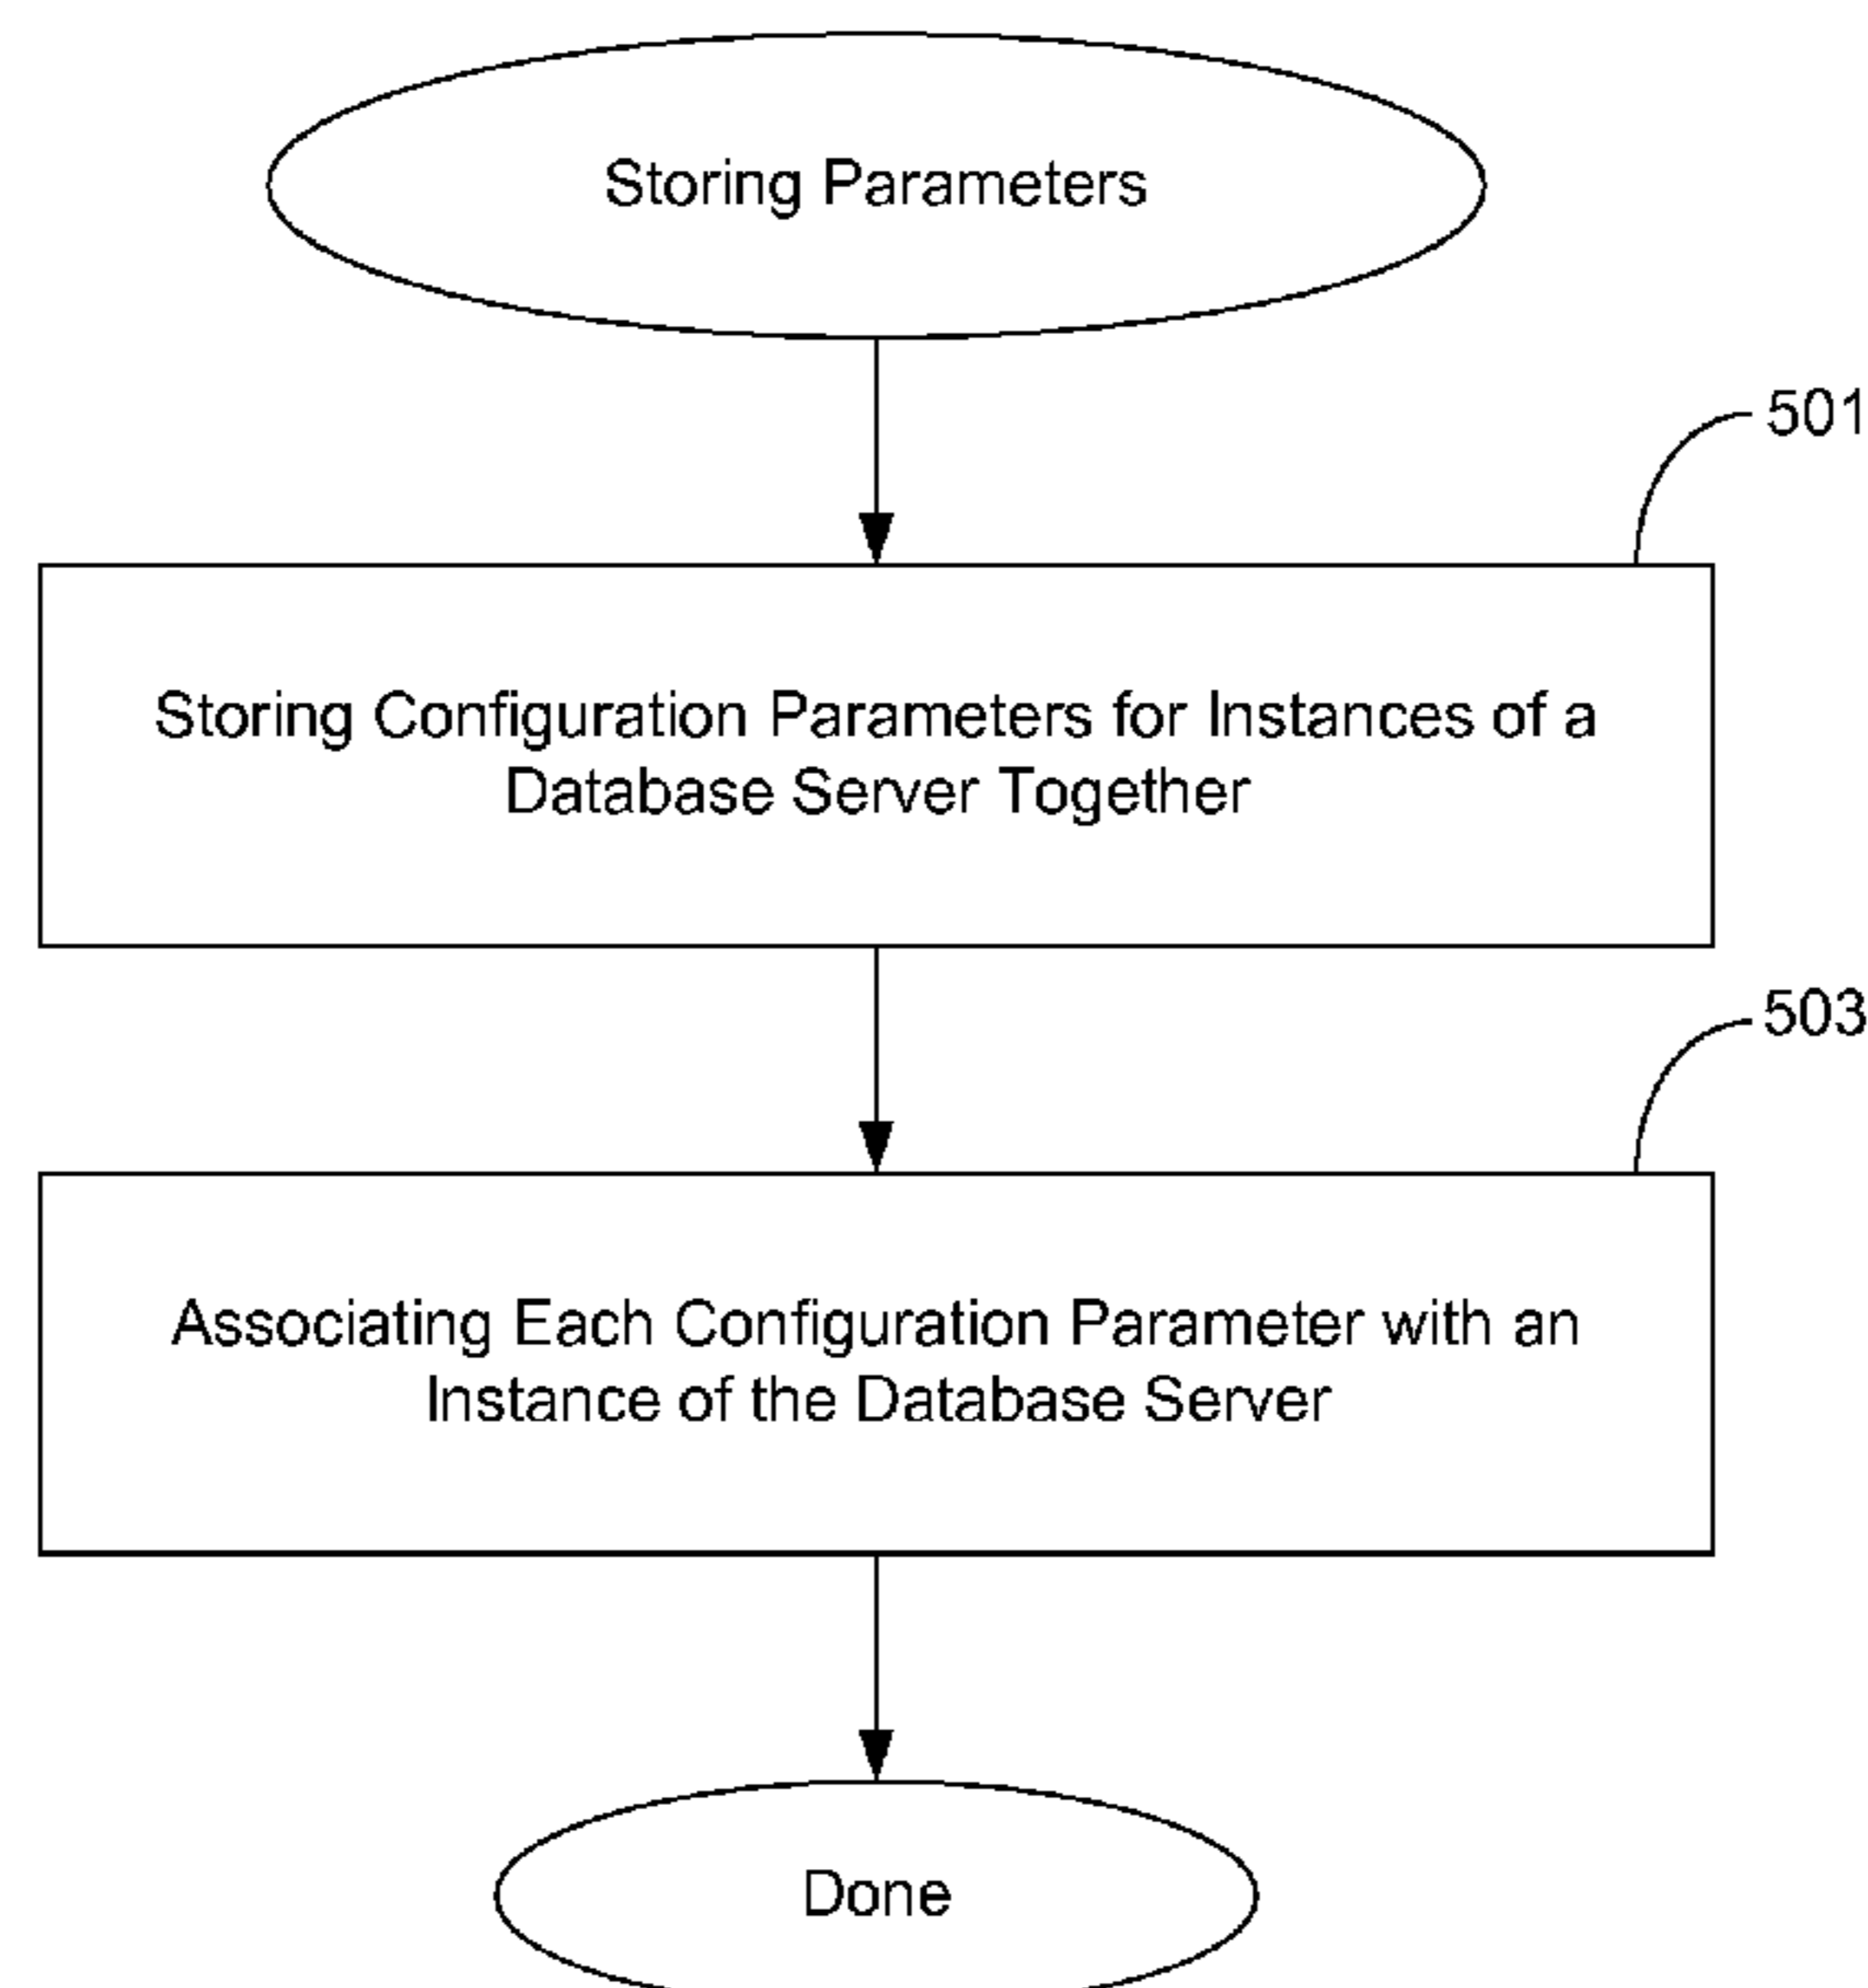 Storing Parameters
501
Storing Configuration Parameters for Instances of a
Database Server Together
503
Associating Each Configuration Parameter with an
Instance of the Database Server
Done